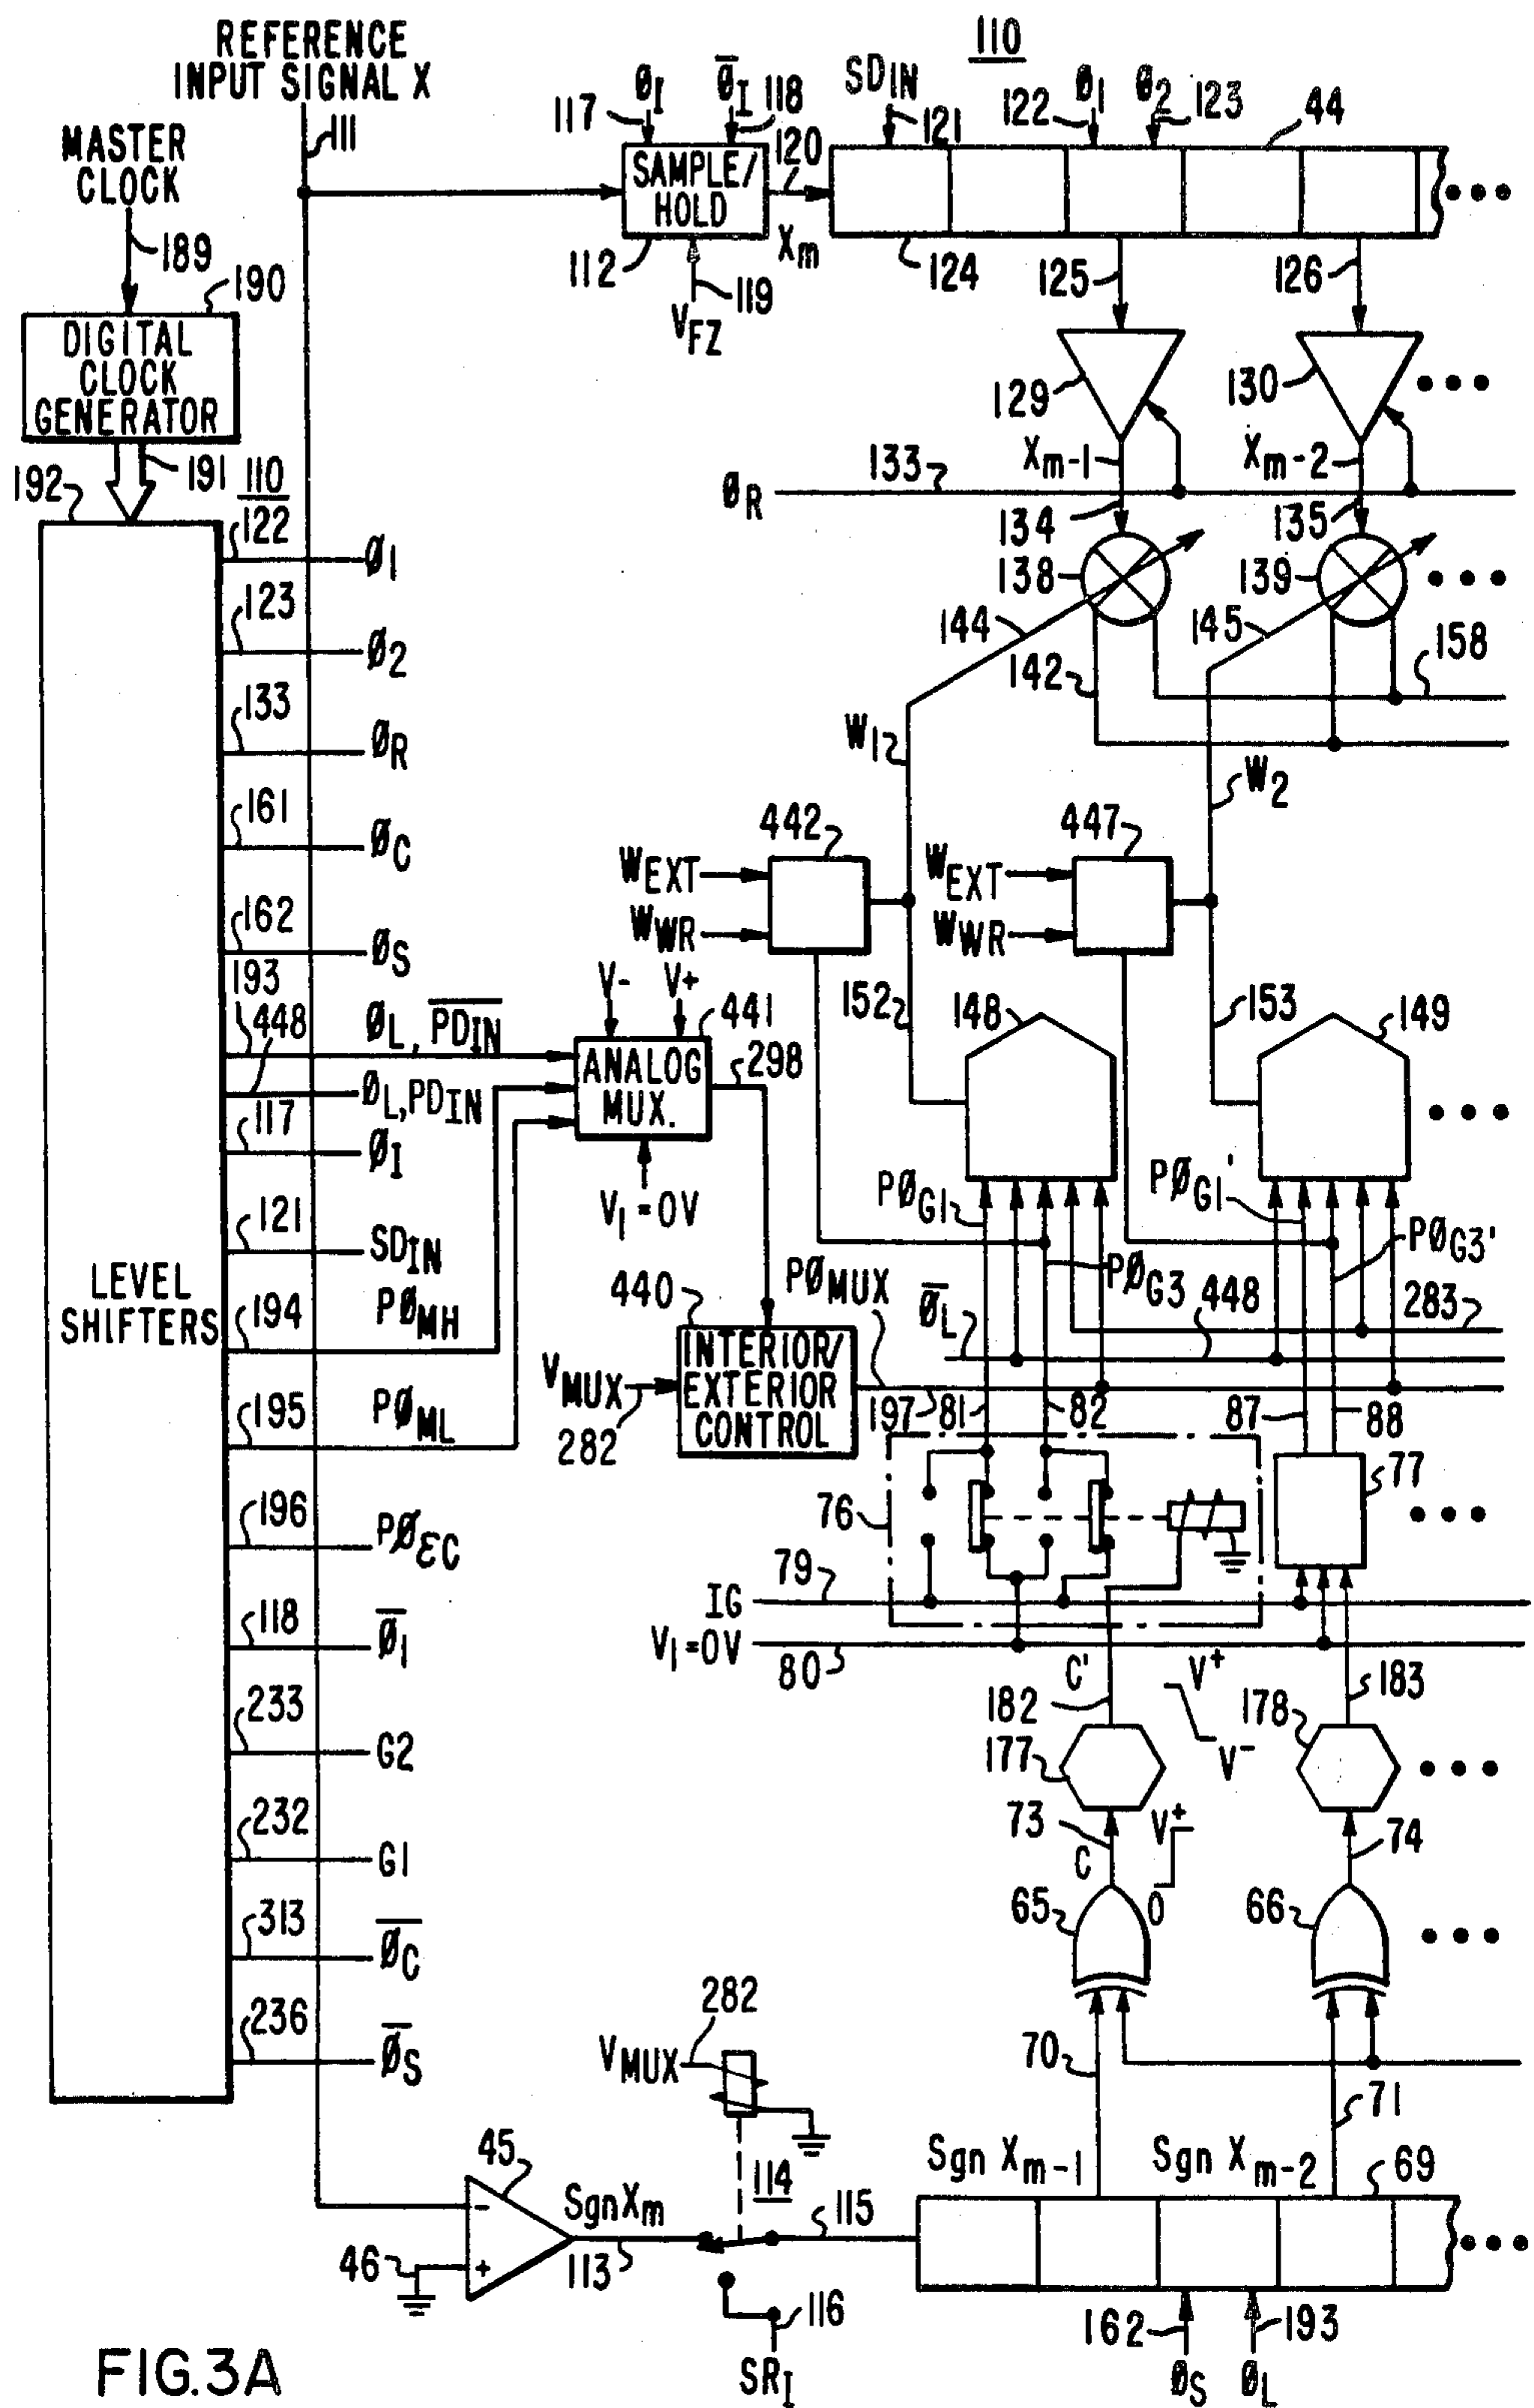 REFERENCE
INPUT SIGNAL X
111
MASTER
CLOCK
189
190
DIGITAL
CLOCK
GENERATOR
191
192
110
110
Ø_I
117
Ø̅_I
118
SAMPLE/
HOLD
112
119
V_FZ
120
X_m
SD_IN
121
Ø_1
122
Ø_2
123
44
124
125
126
129
130
X_m-1
X_m-2
Ø_R
133
134
135
138
139
144
145
142
158
W_1
W_2
122
Ø_1
123
Ø_2
133
Ø_R
161
Ø_C
162
Ø_S
193
448
Ø_L, P̅D̅_I̅N̅
Ø_L, PD_IN
117
Ø_I
121
SD_IN
194
PØ_MH
195
PØ_ML
196
PØ_εC
118
Ø̅_1
233
G2
232
G1
313
Ø̅_C̅
236
Ø̅_S
LEVEL
SHIFTERS
442
W_EXT
W_WR
447
W_EXT
W_WR
V-
V+
441
ANALOG
MUX.
298
V_1=0V
152
148
153
149
PØ_G1
PØ_G1'
PØ_G3
PØ_G3'
PØ_MUX
Ø̅_L
448
283
440
INTERIOR/
EXTERIOR
CONTROL
V_MUX
282
197
81
82
87
88
76
77
IG
79
V_1=0V
80
C'
182
V+
V-
183
177
178
73
C
V+
0
74
65
66
70
71
V_MUX
282
114
Sgn X_m-1
Sgn X_m-2
69
45
SgnX_m
46
-
+
113
115
116
SR_I
162
Ø_S
193
Ø_L
FIG.3A